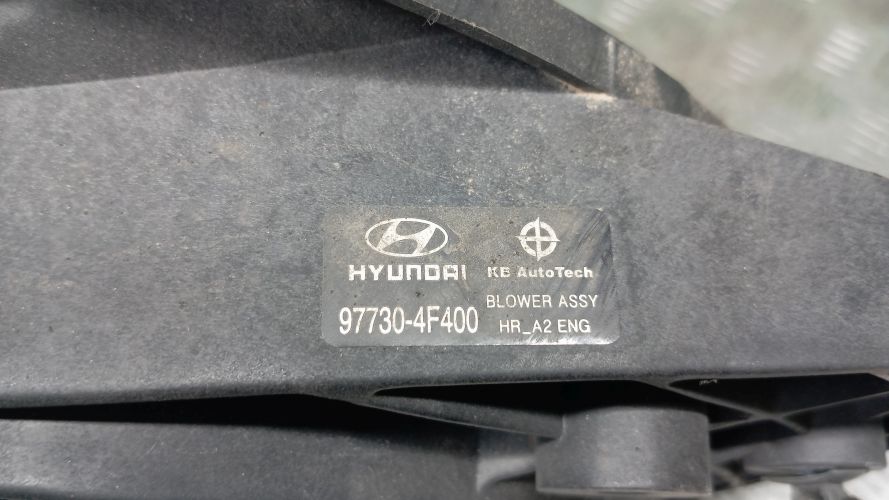 HYUNDAI
KB AutoTech
97730-4F400
BLOWER ASSY
HR_A2 ENG